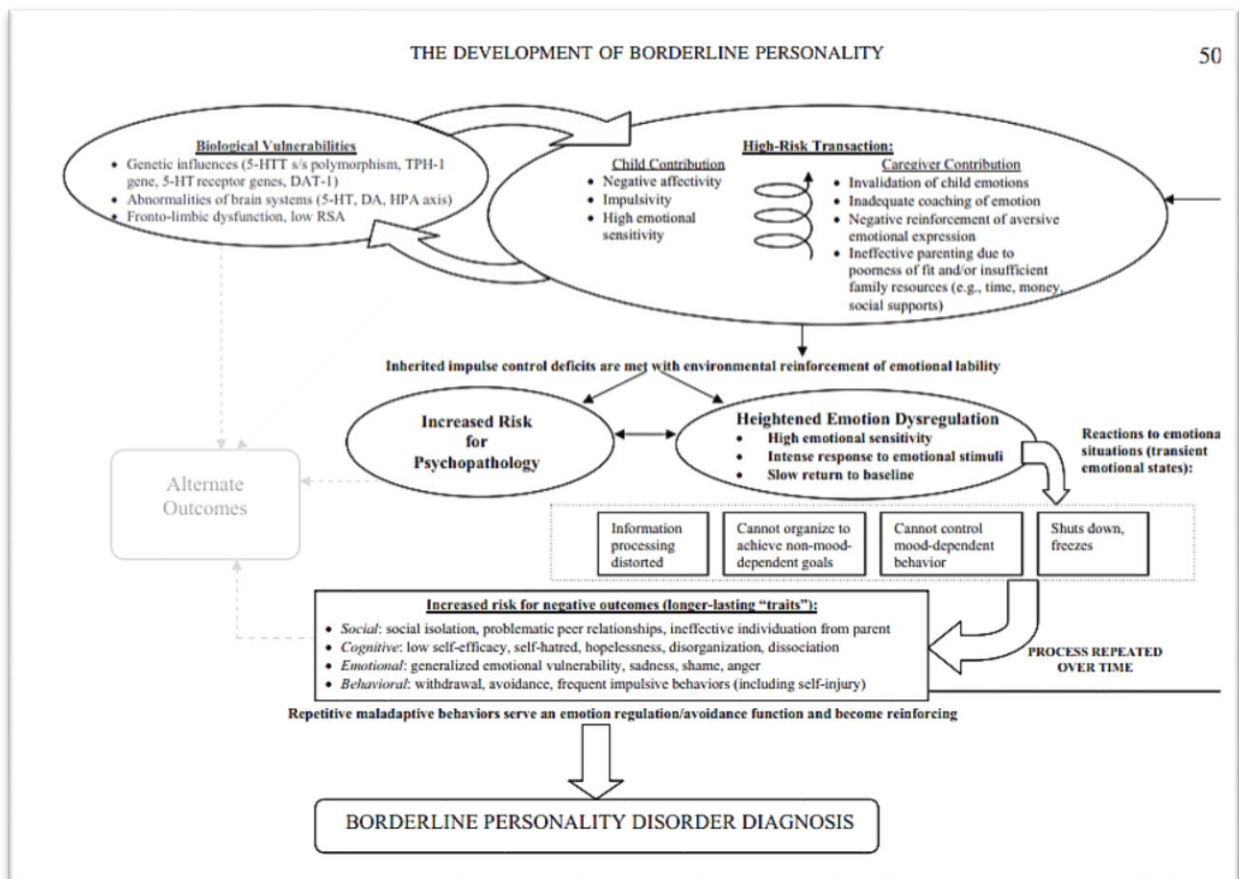 THE DEVELOPMENT OF BORDERLINE PERSONALITY
50
Biological Vulnerabilities
• Genetic influences (5-HTT s/s polymorphism, TPH-1
gene, 5-HT receptor genes, DAT-1)
• Abnormalities of brain systems (5-HT, DA, HPA axis)
• Fronto-limbic dysfunction, low RSA
High-Risk Transaction:
Child Contribution
• Negative affectivity
• Impulsivity
• High emotional
sensitivity
Caregiver Contribution
• Invalidation of child emotions
• Inadequate coaching of emotion
• Negative reinforcement of aversive
emotional expression
• Ineffective parenting due to
poorness of fit and/or insufficient
family resources (e.g., time, money,
social supports)
Inherited impulse control deficits are met with environmental reinforcement of emotional lability
Increased Risk
for
Psychopathology
Heightened Emotion Dysregulation
• High emotional sensitivity
• Intense response to emotional stimuli
• Slow return to baseline
Reactions to emotiona
situations (transient
emotional states):
Alternate
Outcomes
Information
processing
distorted
Cannot organize to
achieve non-mood-
dependent goals
Cannot control
mood-dependent
behavior
Shuts down,
freezes
Increased risk for negative outcomes (longer-lasting “traits”):
• Social: social isolation, problematic peer relationships, ineffective individuation from parent
• Cognitive: low self-efficacy, self-hatred, hopelessness, disorganization, dissociation
• Emotional: generalized emotional vulnerability, sadness, shame, anger
• Behavioral: withdrawal, avoidance, frequent impulsive behaviors (including self-injury)
PROCESS REPEATED
OVER TIME
Repetitive maladaptive behaviors serve an emotion regulation/avoidance function and become reinforcing
BORDERLINE PERSONALITY DISORDER DIAGNOSIS